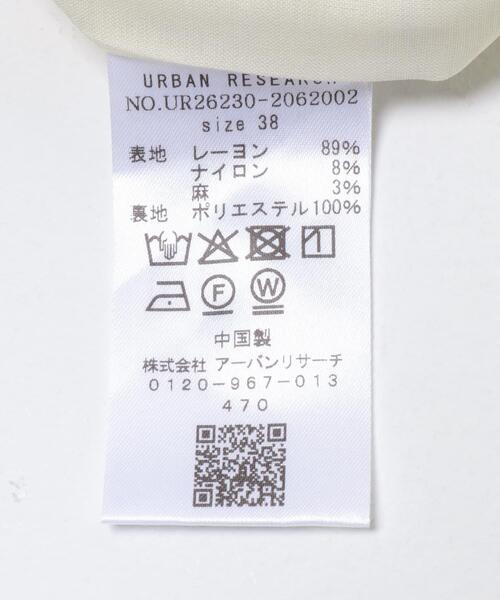 URBAN RESEARCH
NO.UR26230-2062002
size 38
表地 レーヨン 89%
ナイロン 8%
麻 3%
裏地 ポリエステル100%
F W
中国製
株式会社 アーバンリサーチ
0120-967-013
470